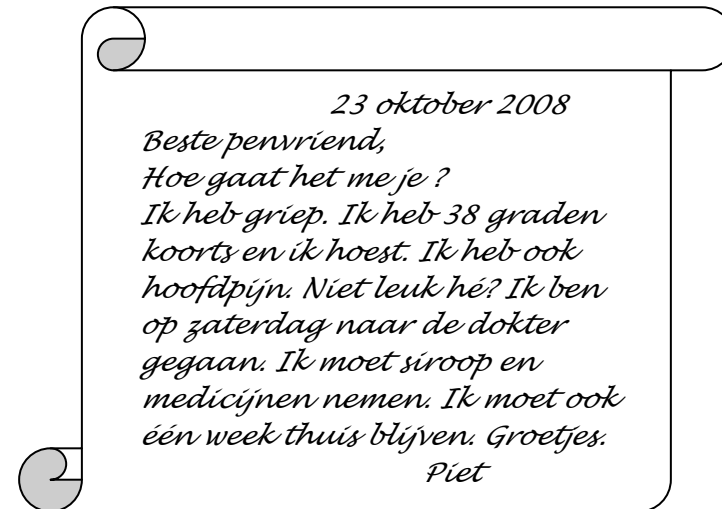 23 oktober 2008
Beste penvriend,
Hoe gaat het me je ?
Ik heb griep. Ik heb 38 graden
koorts en ik hoest. Ik heb ook
hoofdpijn. Niet leuk hé? Ik ben
op zaterdag naar de dokter
gegaan. Ik moet siroop en
medicijnen nemen. Ik moet ook
één week thuis blijven. Groetjes.
Piet